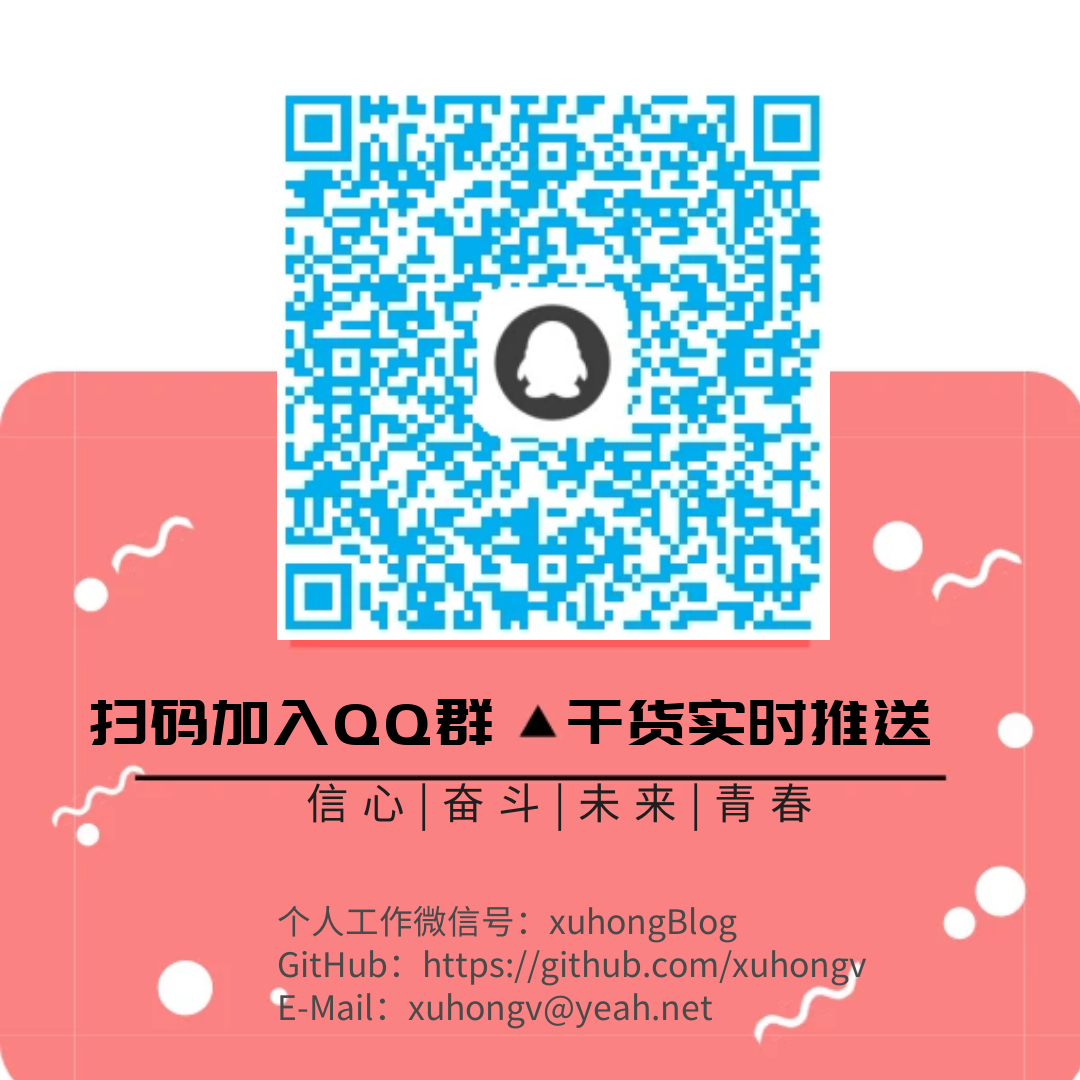 扫码加入QQ群 ▲干货实时推送
信心|奋斗|未来|青春
个人工作微信号：xuhongBlog
GitHub：https://github.com/xuhongv
E-Mail：xuhongv@yeah.net